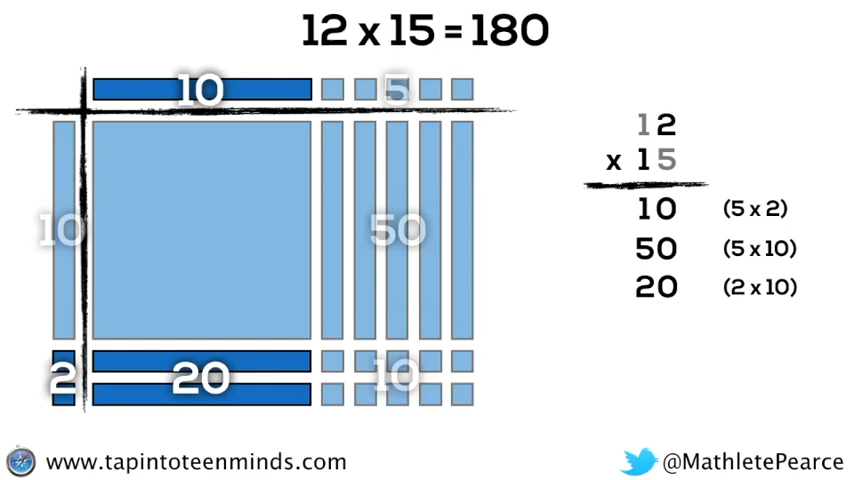 12 x 15 = 180
10 5
10 50
2 20 10
12
x 15
10 (5 x 2)
50 (5 x 10)
20 (2 x 10)
www.tapintoteenminds.com
@MathletePearce